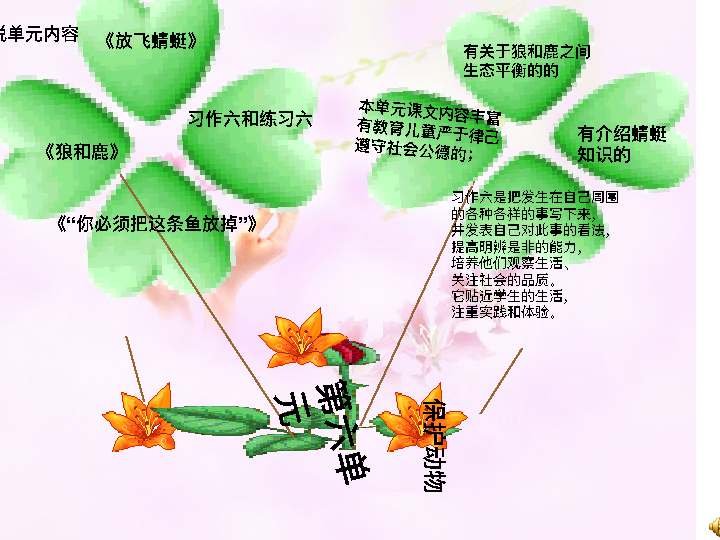 说单元内容
《放飞蜻蜓》
习作六和练习六
《狼和鹿》
《“你必须把这条鱼放掉”》
有关于狼和鹿之间
生态平衡的的
本单元课文内容丰富
有教育儿童严于律己
遵守社会公德的；
有介绍蜻蜓
知识的
习作六是把发生在自己周围
的各种各样的事写下来，
并发表自己对此事的看法，
提高明辨是非的能力，
培养他们观察生活、
关注社会的品质。
它贴近学生的生活，
注重实践和体验。
第六单
元
保护动物